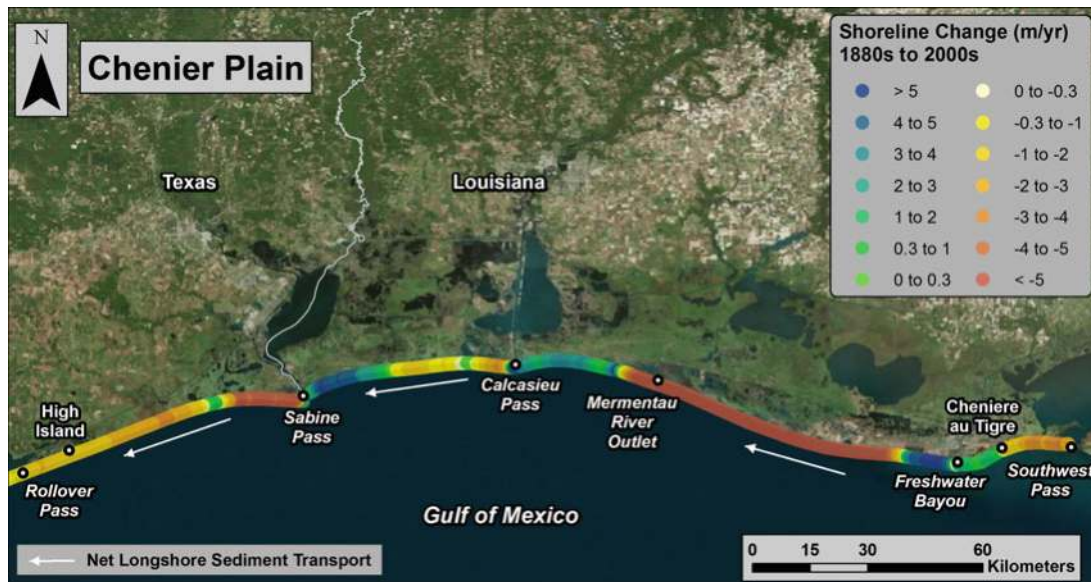 N
Chenier Plain
Shoreline Change (m/yr)
1880s to 2000s
> 5
4 to 5
3 to 4
2 to 3
1 to 2
0.3 to 1
0 to 0.3
0 to -0.3
-0.3 to -1
-1 to -2
-2 to -3
-3 to -4
-4 to -5
< -5
Texas
Louisiana
High
Island
Rollover
Pass
Sabine
Pass
Calcasieu
Pass
Mermentau
River
Outlet
Cheniere
au Tigre
Freshwater
Bayou
Southwest
Pass
Gulf of Mexico
Net Longshore Sediment Transport
0 15 30 60
Kilometers